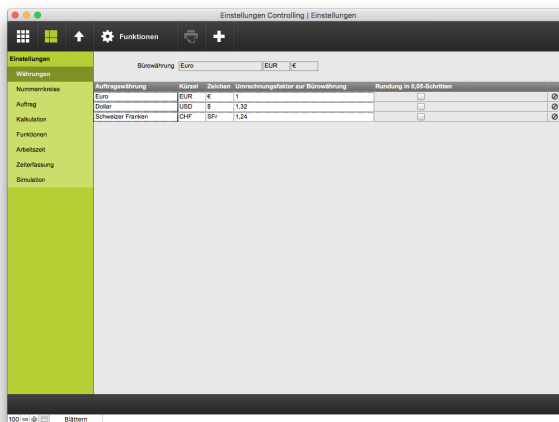 Einstellungen Controlling | Einstellungen
Funktionen
Einstellungen
Währungen
Nummernkreise
Auftrag
Kalkulation
Funktionen
Arbeitszeit
Zeiterfassung
Simulation
Bürowährung Euro EUR €
Auftragswährung Kürzel Zeichen Umrechnungsfaktor zur Bürowährung Rundung in 0,05-Schritten
Euro EUR € 1
Dollar USD $ 1,32
Schweizer Franken CHF SFr 1,24
100 Blättern